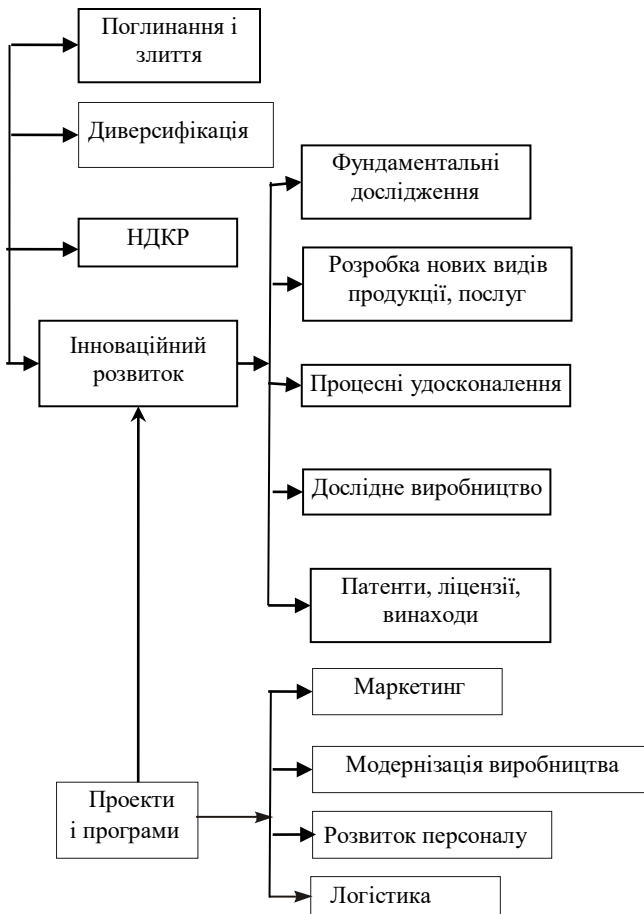 Поглинання і
злиття
Диверсифікація
НДКР
Інноваційний
розвиток
Фундаментальні
дослідження
Розробка нових видів
продукції, послуг
Процесні удосконалення
Дослідне виробництво
Патенти, ліцензії,
винаходи
Проекти
і програми
Маркетинг
Модернізація виробництва
Розвиток персоналу
Логістика